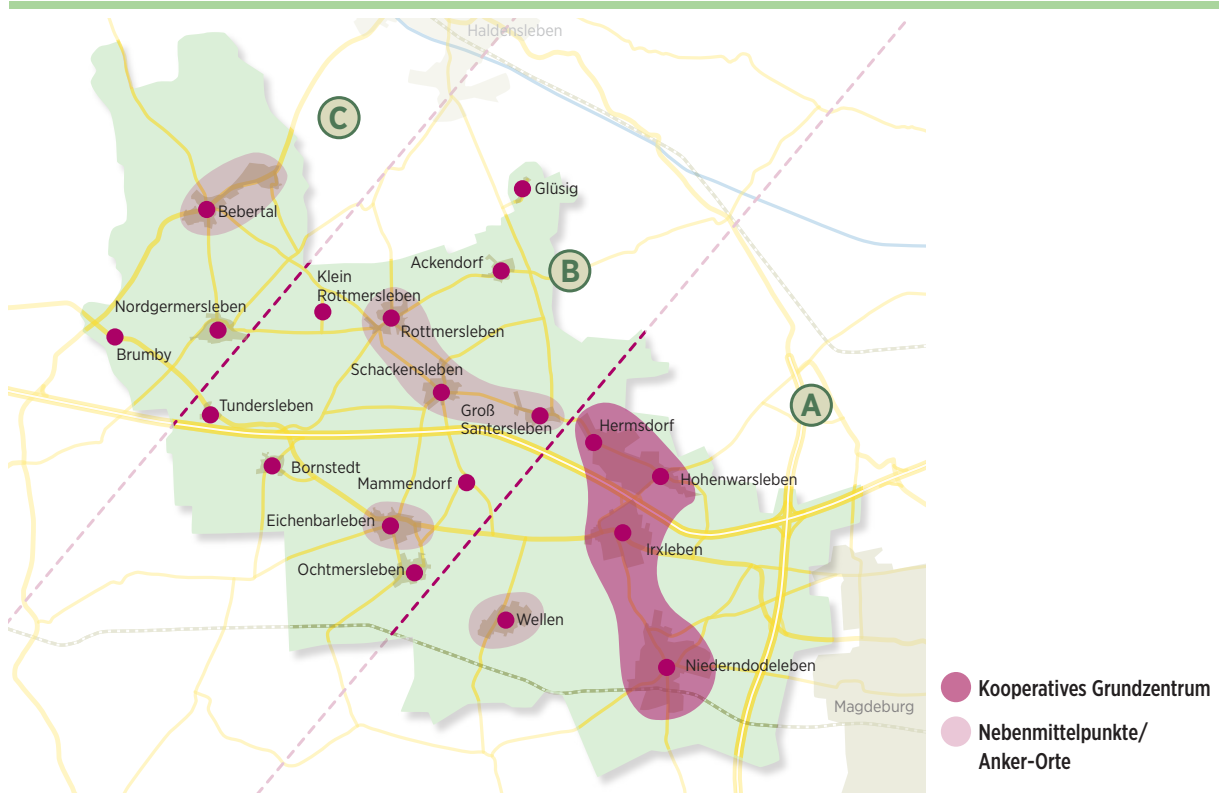 Haldensleben
C
Glüsig
Bebertal
Ackendorf
B
Klein
Rottmersleben
Nordgermersleben
Rottmersleben
Brumby
Schackensleben
A
Tundersleben
Groß
Santersleben
Hermsdorf
Bornstedt
Mammendorf
Hohenwarsleben
Eichenbarleben
Irxleben
Ochtmersleben
Wellen
Niederndodeleben
Magdeburg
Kooperatives Grundzentrum
Nebenmittelpunkte/
Anker-Orte